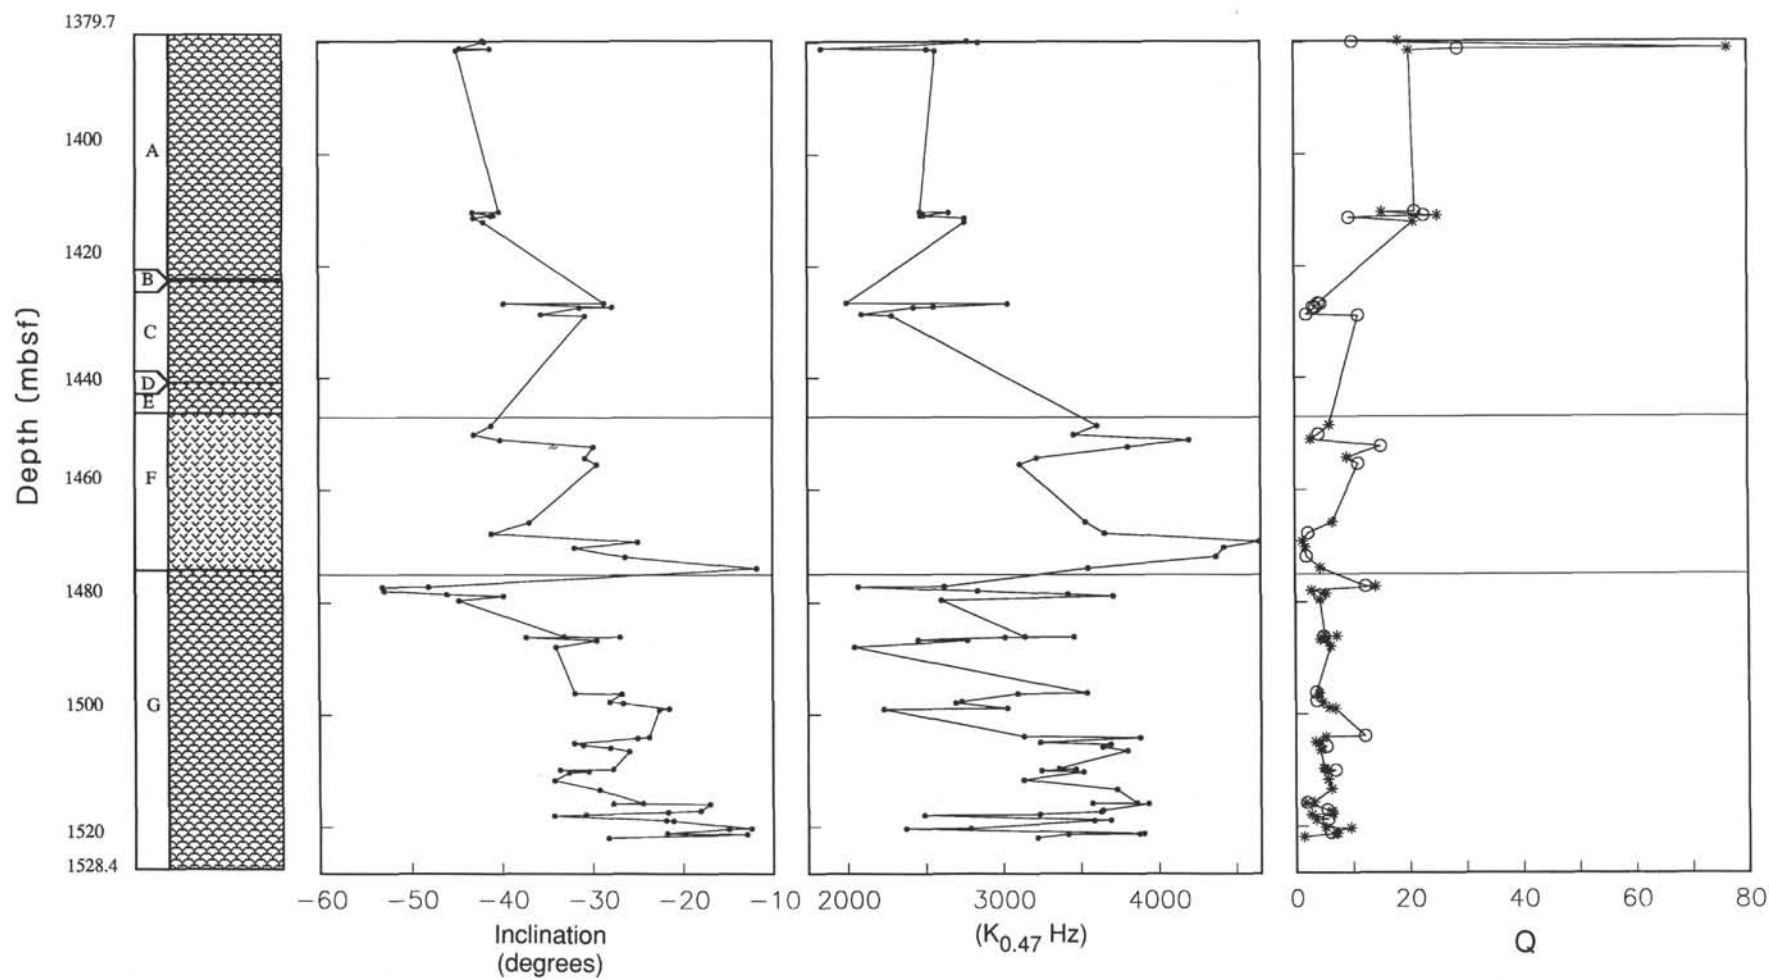 1379.7
1400
1420
1440
1460
1480
1500
1520
1528.4
Depth (mbsf)
A
B
C
D
E
F
G
−60 −50 −40 −30 −20 −10
Inclination
(degrees)
2000 3000 4000
(K0.47 Hz)
0 20 40 60 80
Q